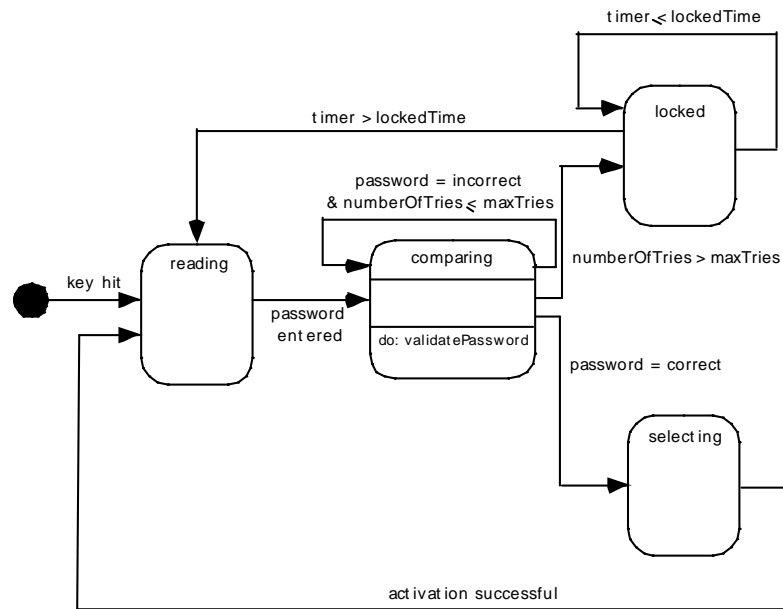 timer ≤ lockedTime
locked
timer > lockedTime
password = incorrect
& numberOfTries ≤ maxTries
comparing
numberOfTries > maxTries
reading
key hit
password
entered
do: validatePassword
password = correct
selecting
activation successful